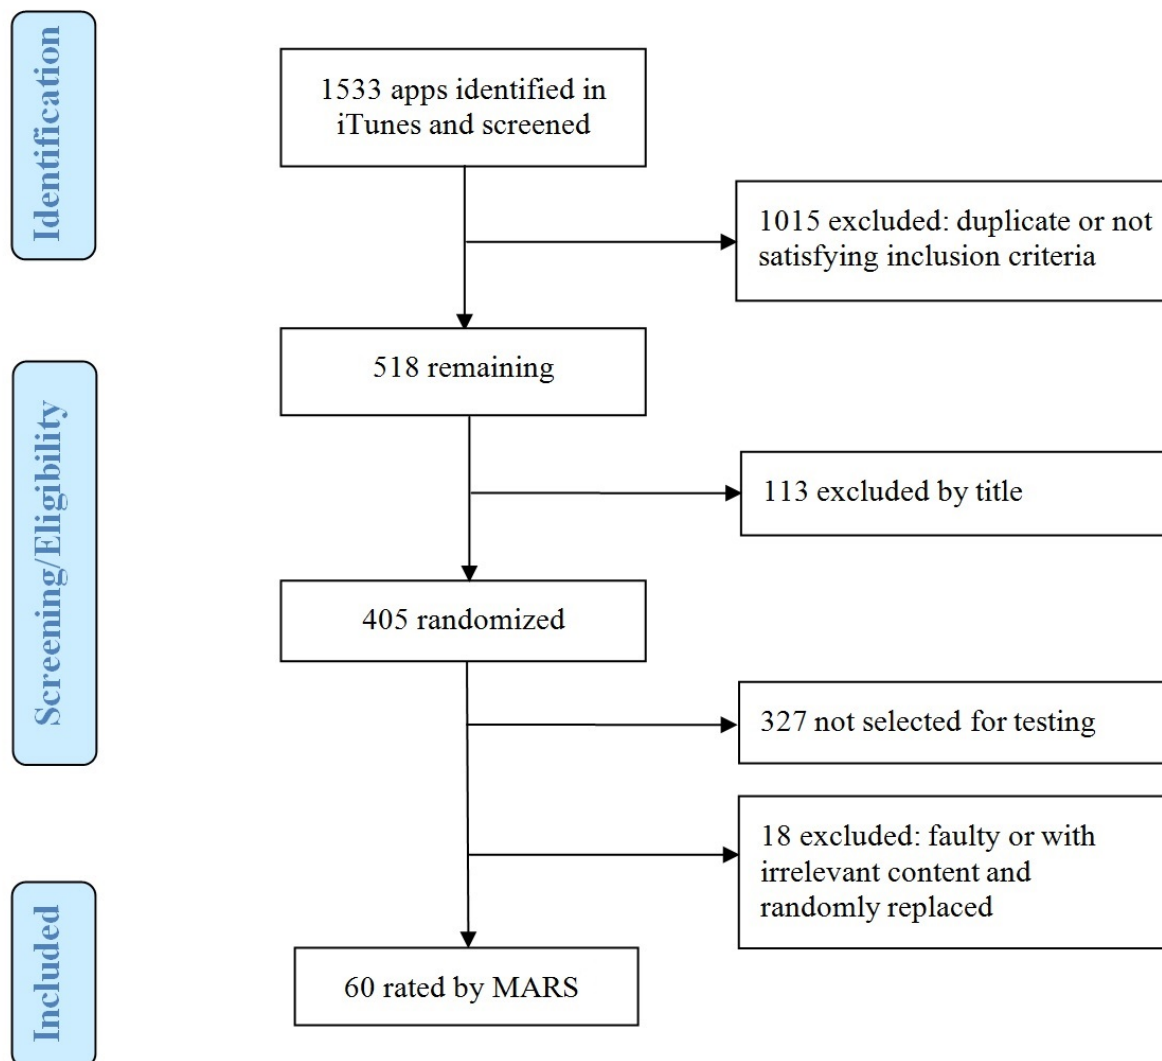 Identification
1533 apps identified in
iTunes and screened
1015 excluded: duplicate or not
satisfying inclusion criteria
518 remaining
Screening/Eligibility
113 excluded by title
405 randomized
327 not selected for testing
18 excluded: faulty or with
irrelevant content and
randomly replaced
Included
60 rated by MARS